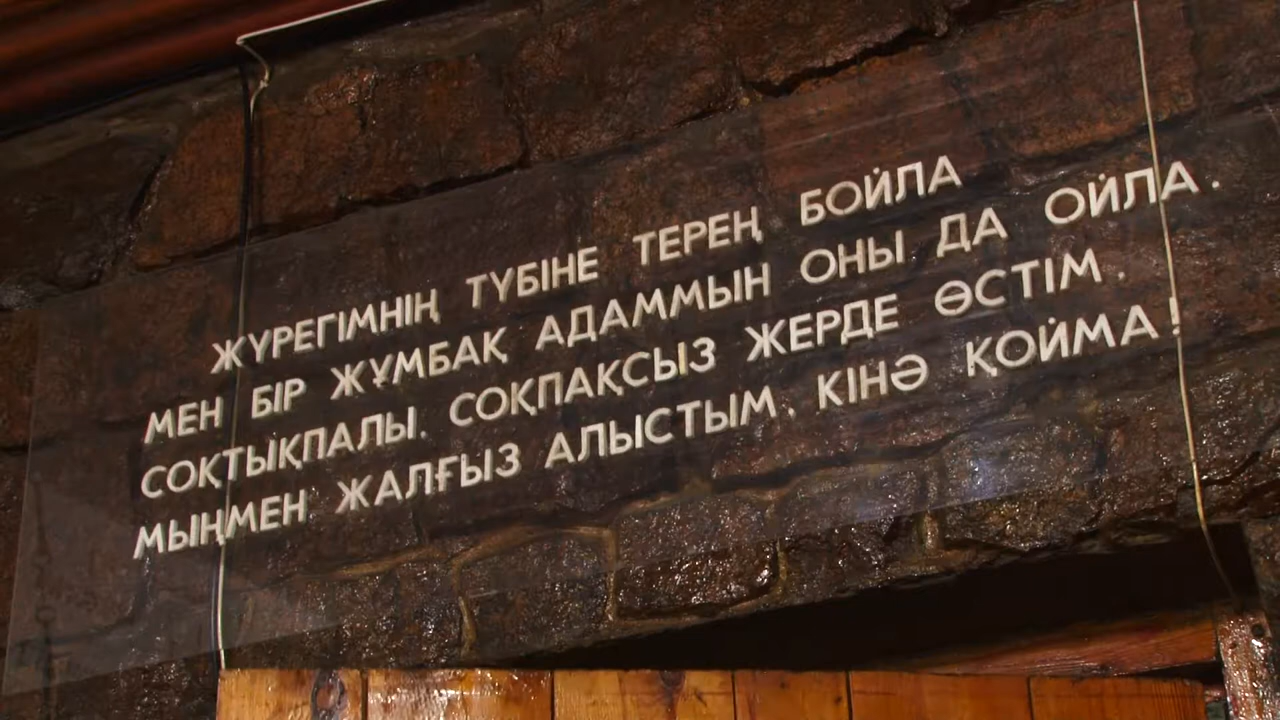 ЖҮРЕГІМНІҢ ТҮБІНЕ ТЕРЕҢ БОЙЛА
МЕН БІР ЖҰМБАҚ АДАММЫН ОНЫ ДА ОЙЛА.
СОҚТЫҚПАЛЫ. СОҚПАҚСЫЗ ЖЕРДЕ ӨСТІМ.
МЫҢМЕН ЖАЛҒЫЗ АЛЫСТЫМ. КІНӘ ҚОЙМА!